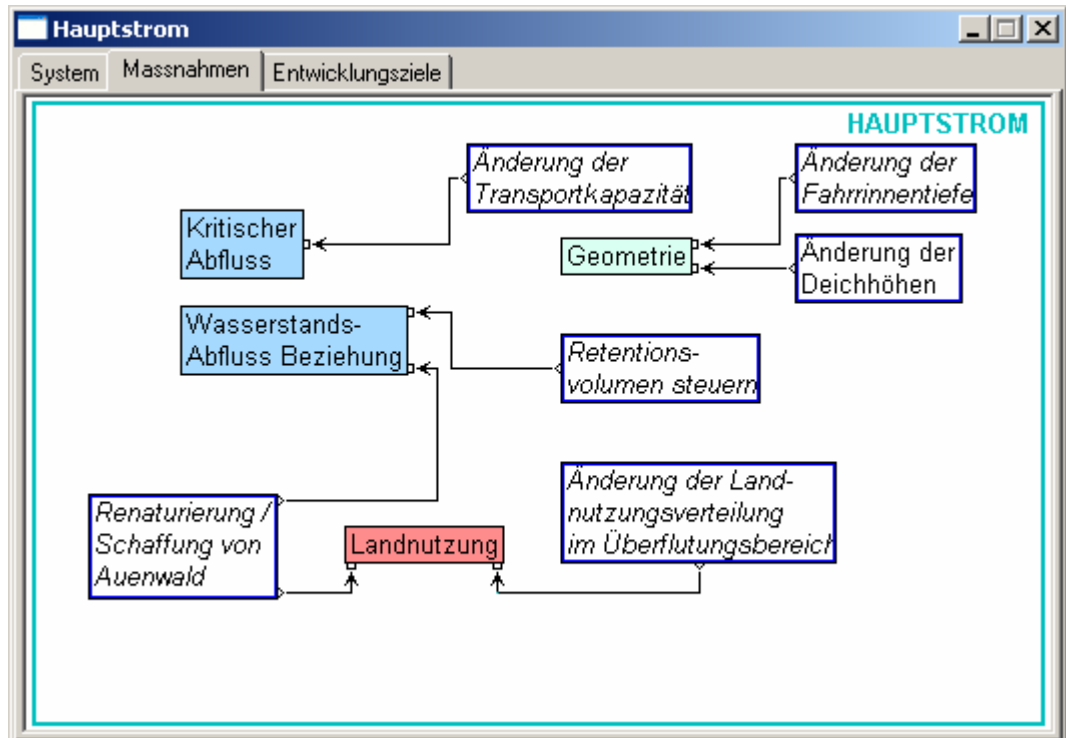 Hauptstrom
System Massnahmen Entwicklungsziele
HAUPTSTROM
Änderung der
Transportkapazität
Änderung der
Fahrrinnentiefe
Kritischer
Abfluss
Geometrie
Änderung der
Deichhöhen
Wasserstands-
Abfluss Beziehung
Retentions-
volumen steuern
Änderung der Land-
nutzungsverteilung
im Überflutungsbereich
Renaturierung /
Schaffung von
Auenwald
Landnutzung